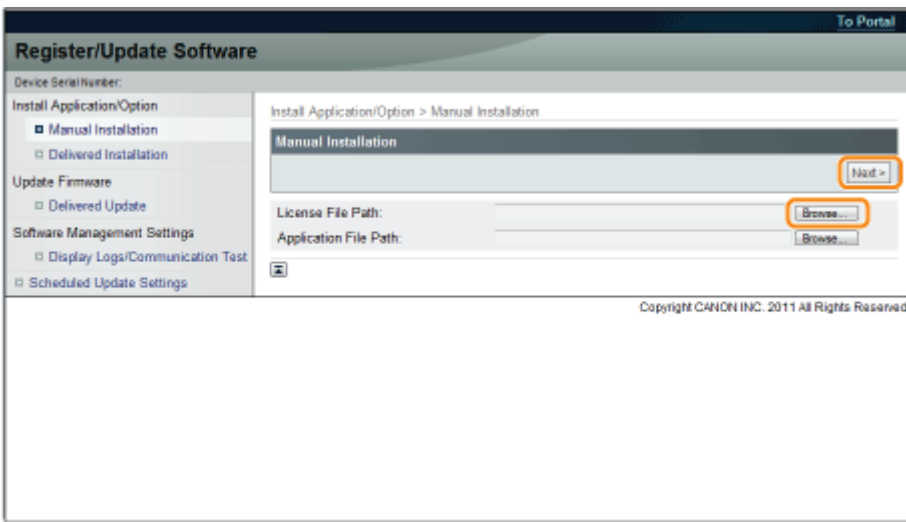 To Portal
Register/Update Software
Device Serial Number:
Install Application/Option
Manual Installation
Delivered Installation
Update Firmware
Delivered Update
Software Management Settings
Display Logs/Communication Test
Scheduled Update Settings
Install Application/Option > Manual Installation
Manual Installation
Next >
License File Path: Browse...
Application File Path: Browse...
Copyright CANON INC. 2011 All Rights Reserved